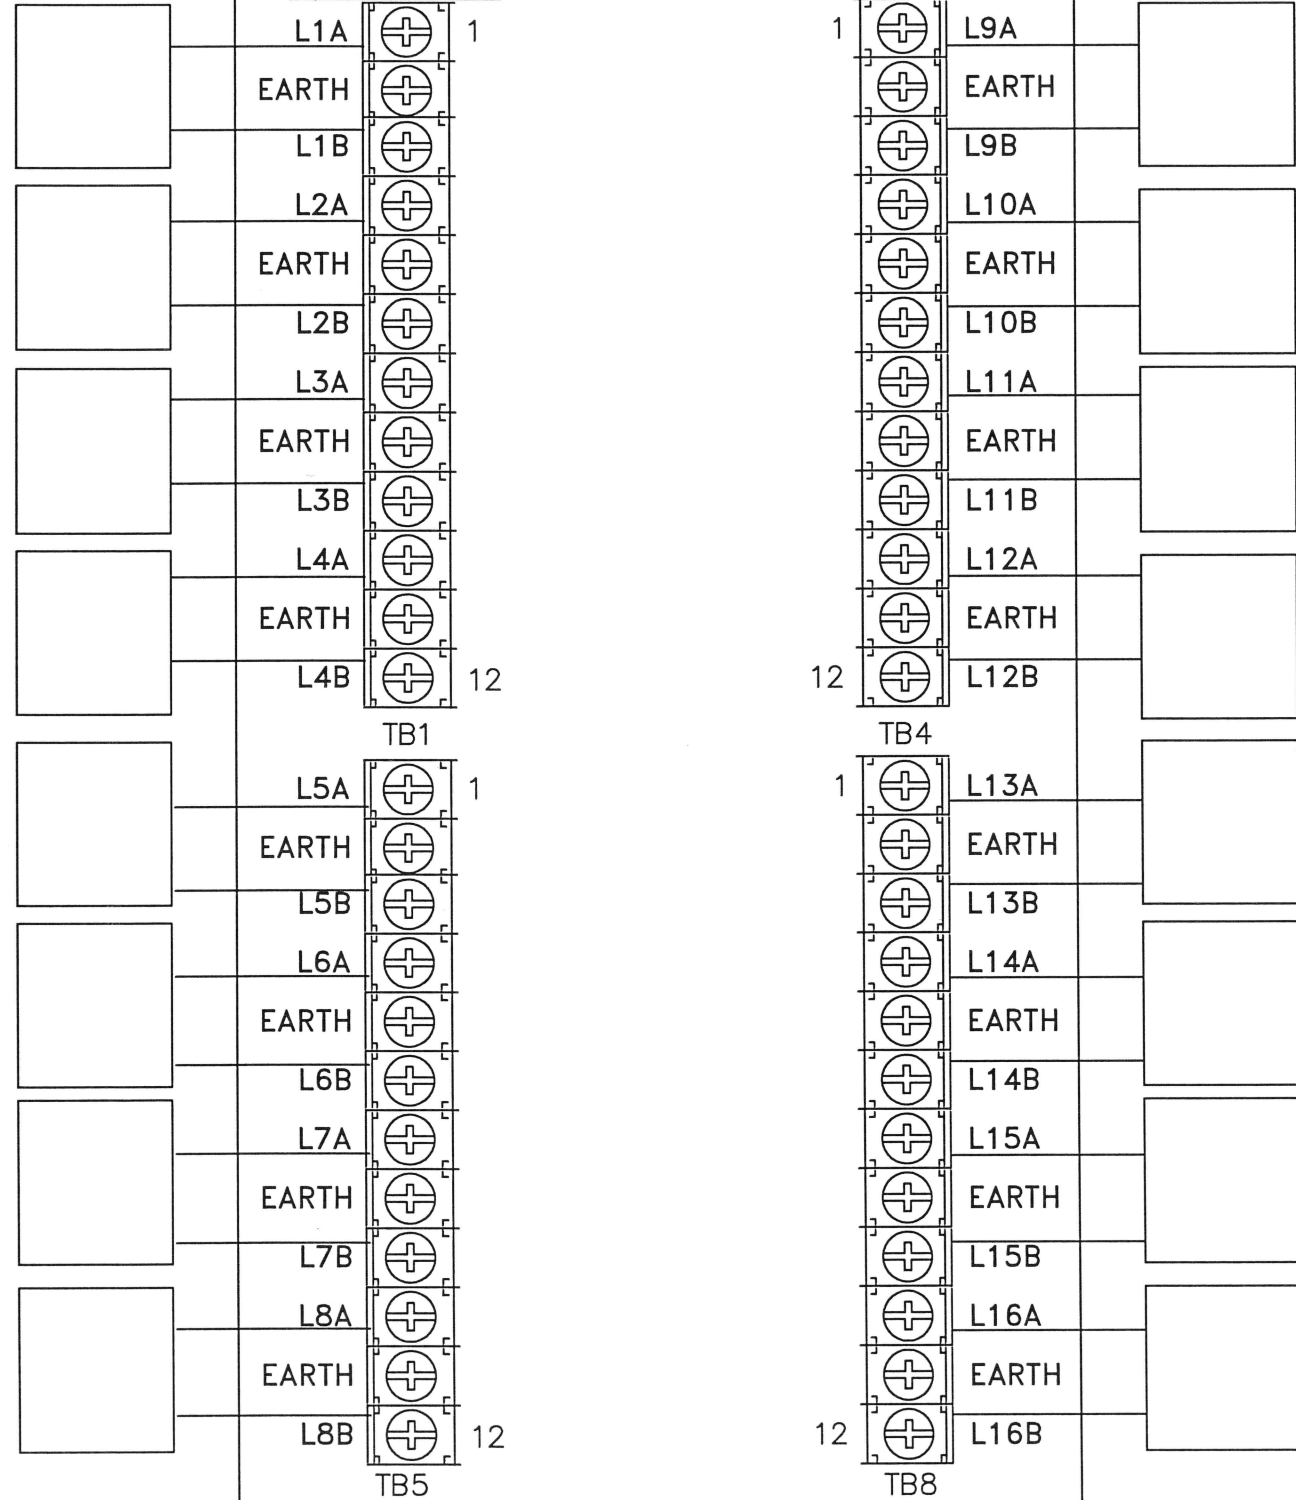 L1A 1
EARTH
L1B
L2A
EARTH
L2B
L3A
EARTH
L3B
L4A
EARTH
L4B 12
TB1
L5A 1
EARTH
L5B
L6A
EARTH
L6B
L7A
EARTH
L7B
L8A
EARTH
L8B 12
TB5
1 L9A
EARTH
L9B
L10A
EARTH
L10B
L11A
EARTH
L11B
L12A
EARTH
12 L12B
TB4
1 L13A
EARTH
L13B
L14A
EARTH
L14B
L15A
EARTH
L15B
L16A
EARTH
12 L16B
TB8